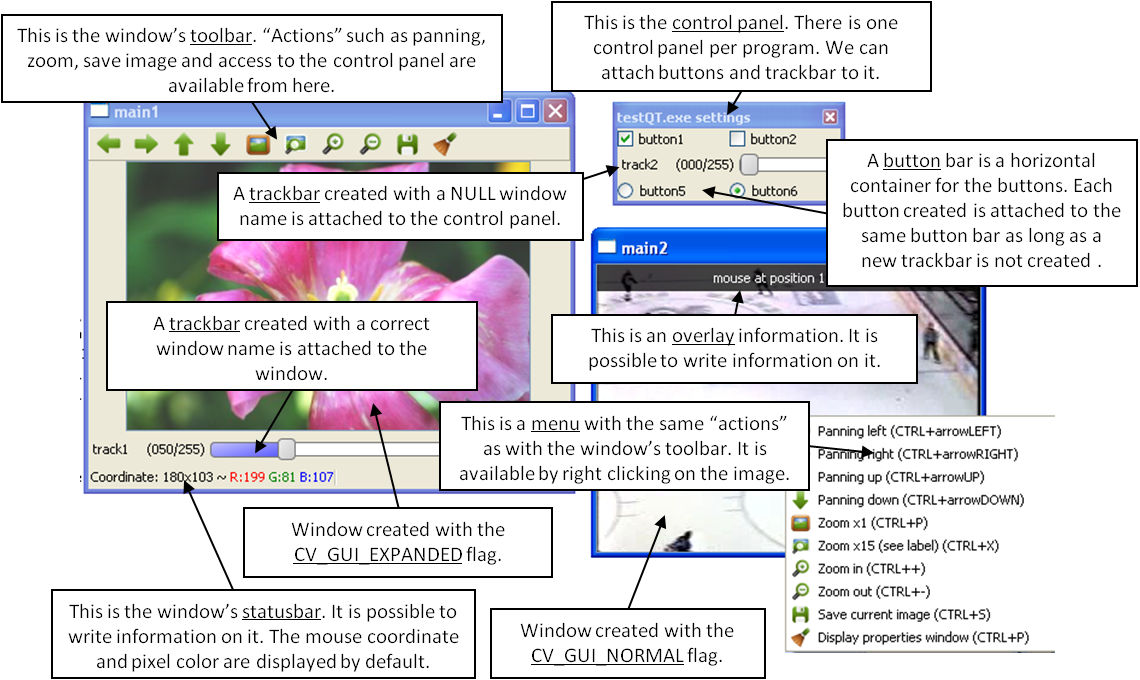 This is the window's toolbar. "Actions" such as panning,
zoom, save image and access to the control panel are
available from here.
This is the control panel. There is one
control panel per program. We can
attach buttons and trackbar to it.
main1
testQT.exe settings
button1
button2
track2 (000/255)
button5
button6
A trackbar created with a NULL window
name is attached to the control panel.
A button bar is a horizontal
container for the buttons. Each
button created is attached to the
same button bar as long as a
new trackbar is not created .
main2
mouse at position 1
A trackbar created with a correct
window name is attached to the
window.
This is an overlay information. It is
possible to write information on it.
This is a menu with the same "actions"
as with the window's toolbar. It is
available by right clicking on the image.
track1 (050/255)
Coordinate: 180x103 ~ R:199 G:81 B:107
Panning left (CTRL+arrowLEFT)
Panning right (CTRL+arrowRIGHT)
Panning up (CTRL+arrowUP)
Panning down (CTRL+arrowDOWN)
Zoom x1 (CTRL+P)
Zoom x15 (see label) (CTRL+X)
Zoom in (CTRL++)
Zoom out (CTRL+-)
Save current image (CTRL+S)
Display properties window (CTRL+P)
Window created with the
CV_GUI_EXPANDED flag.
This is the window's statusbar. It is possible to
write information on it. The mouse coordinate
and pixel color are displayed by default.
Window created with the
CV_GUI_NORMAL flag.